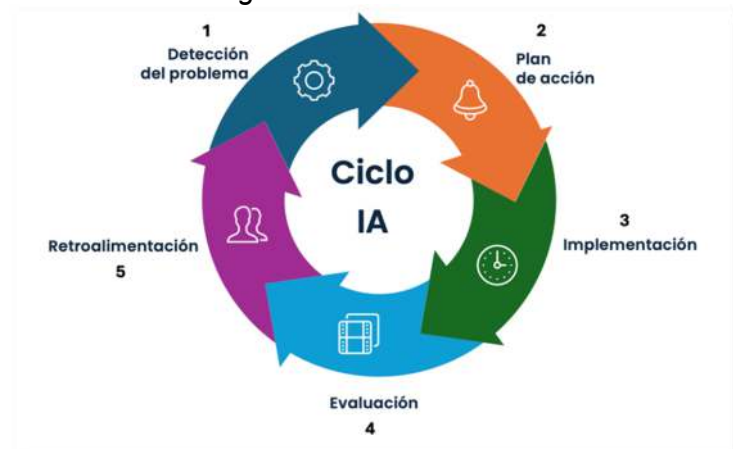 g
1
Detección
del problema
2
Plan
de acción
Ciclo
IA
3
Implementación
Retroalimentación
5
Evaluación
4